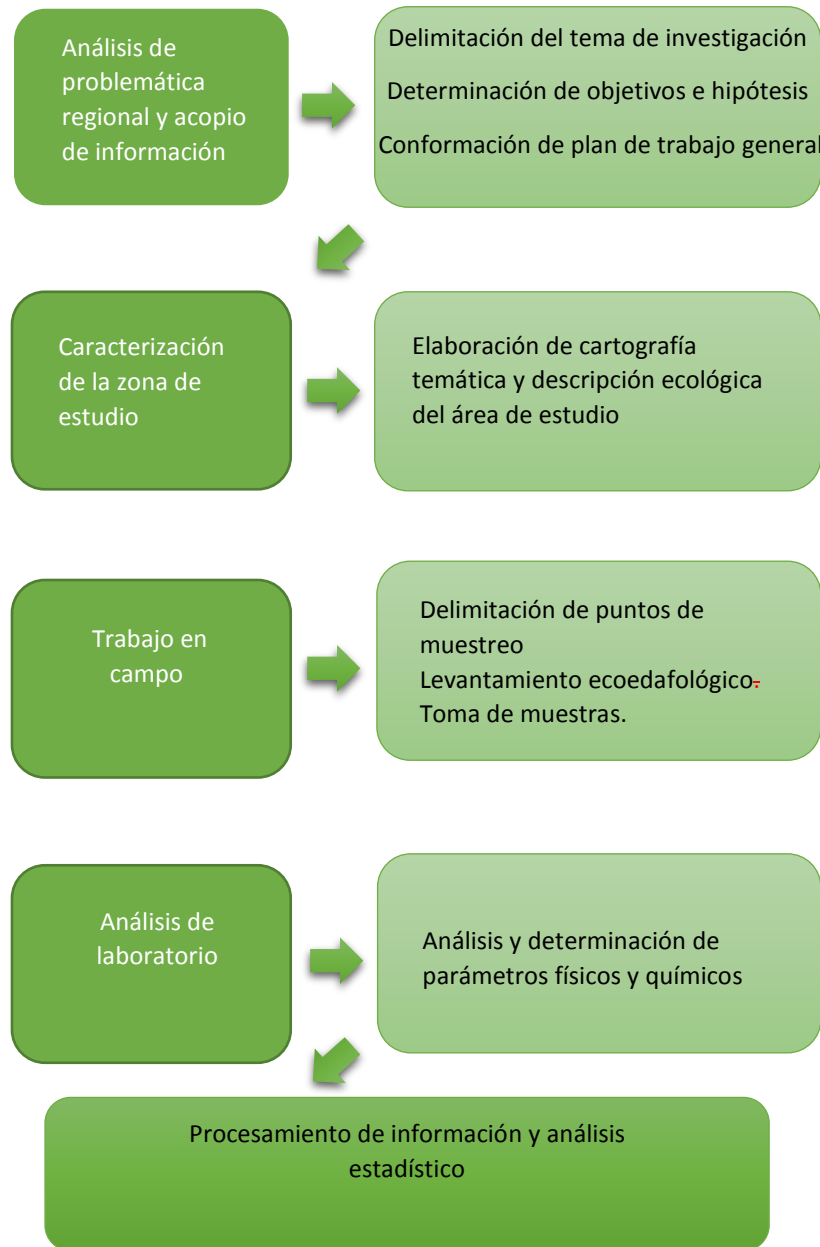 Análisis de
problemática
regional y acopio
de información
Delimitación del tema de investigación
Determinación de objetivos e hipótesis
Conformación de plan de trabajo general
Caracterización
de la zona de
estudio
Elaboración de cartografía
temática y descripción ecológica
del área de estudio
Trabajo en
campo
Delimitación de puntos de
muestreo
Levantamiento ecoedafológico.
Toma de muestras.
Análisis de
laboratorio
Análisis y determinación de
parámetros físicos y químicos
Procesamiento de información y análisis
estadístico